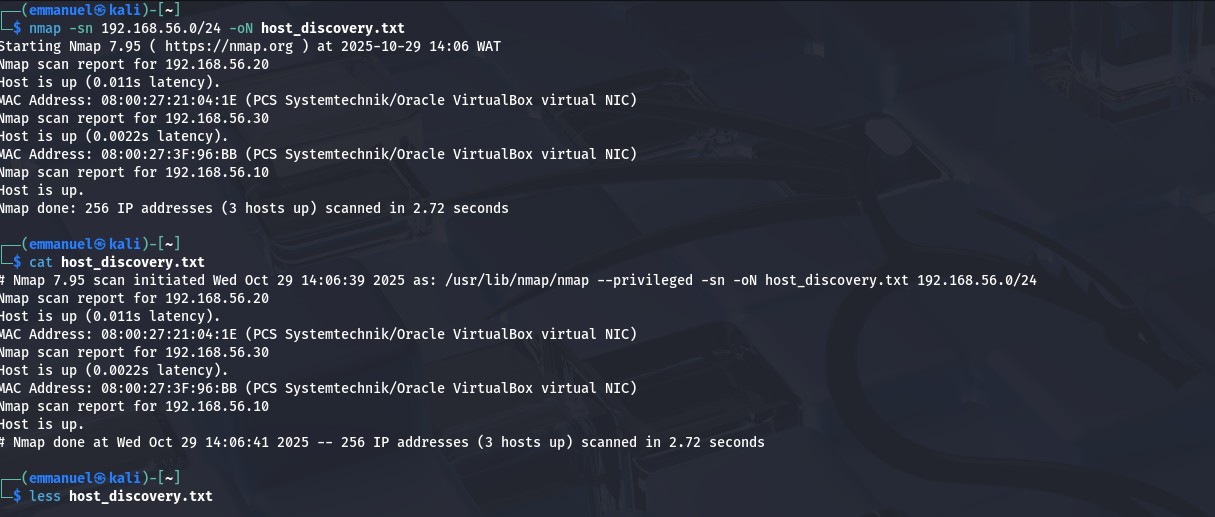 ┌──(emmanuel㉿kali)-[~]
└─$ nmap -sn 192.168.56.0/24 -oN host_discovery.txt
Starting Nmap 7.95 ( https://nmap.org ) at 2025-10-29 14:06 WAT
Nmap scan report for 192.168.56.20
Host is up (0.011s latency).
MAC Address: 08:00:27:21:04:1E (PCS Systemtechnik/Oracle VirtualBox virtual NIC)
Nmap scan report for 192.168.56.30
Host is up (0.0022s latency).
MAC Address: 08:00:27:3F:96:BB (PCS Systemtechnik/Oracle VirtualBox virtual NIC)
Nmap scan report for 192.168.56.10
Host is up.
Nmap done: 256 IP addresses (3 hosts up) scanned in 2.72 seconds
┌──(emmanuel㉿kali)-[~]
└─$ cat host_discovery.txt
# Nmap 7.95 scan initiated Wed Oct 29 14:06:39 2025 as: /usr/lib/nmap/nmap --privileged -sn -oN host_discovery.txt 192.168.56.0/24
Nmap scan report for 192.168.56.20
Host is up (0.011s latency).
MAC Address: 08:00:27:21:04:1E (PCS Systemtechnik/Oracle VirtualBox virtual NIC)
Nmap scan report for 192.168.56.30
Host is up (0.0022s latency).
MAC Address: 08:00:27:3F:96:BB (PCS Systemtechnik/Oracle VirtualBox virtual NIC)
Nmap scan report for 192.168.56.10
Host is up.
# Nmap done at Wed Oct 29 14:06:41 2025 -- 256 IP addresses (3 hosts up) scanned in 2.72 seconds
┌──(emmanuel㉿kali)-[~]
└─$ less host_discovery.txt